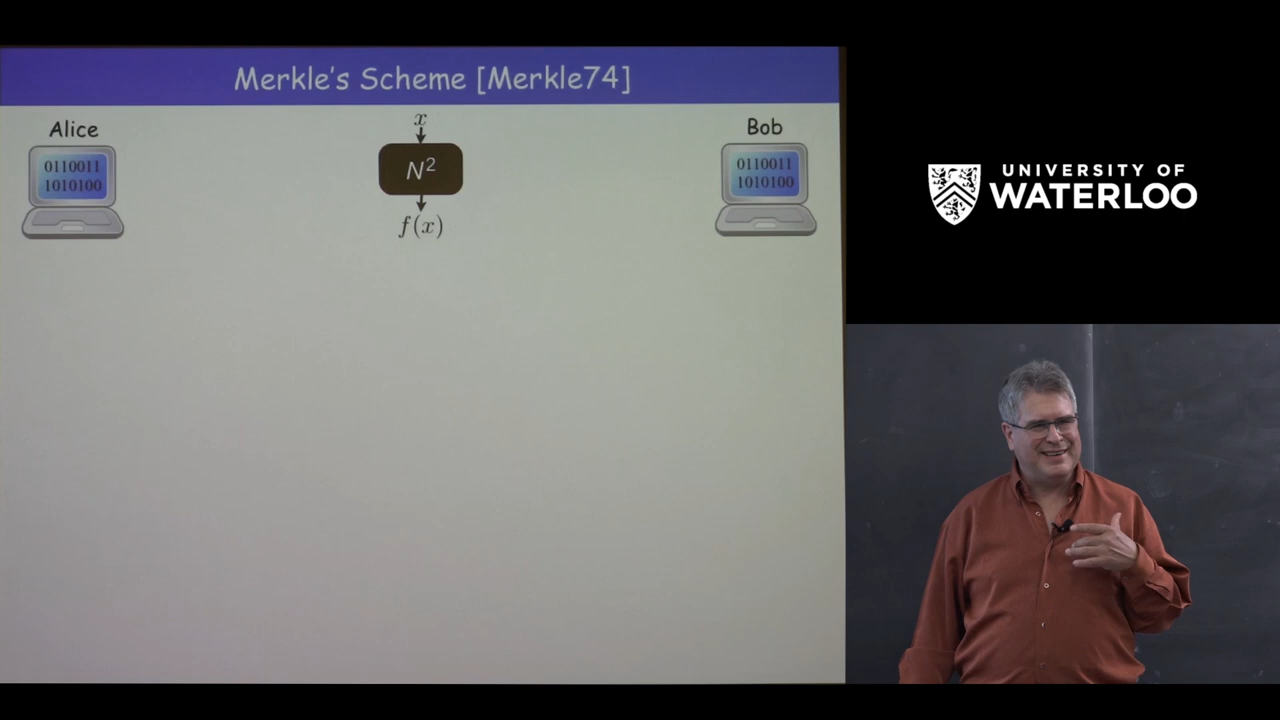 Merkle's Scheme [Merkle74]
Alice
0110011
1010100
x
N²
f(x)
Bob
0110011
1010100
UNIVERSITY OF
WATERLOO